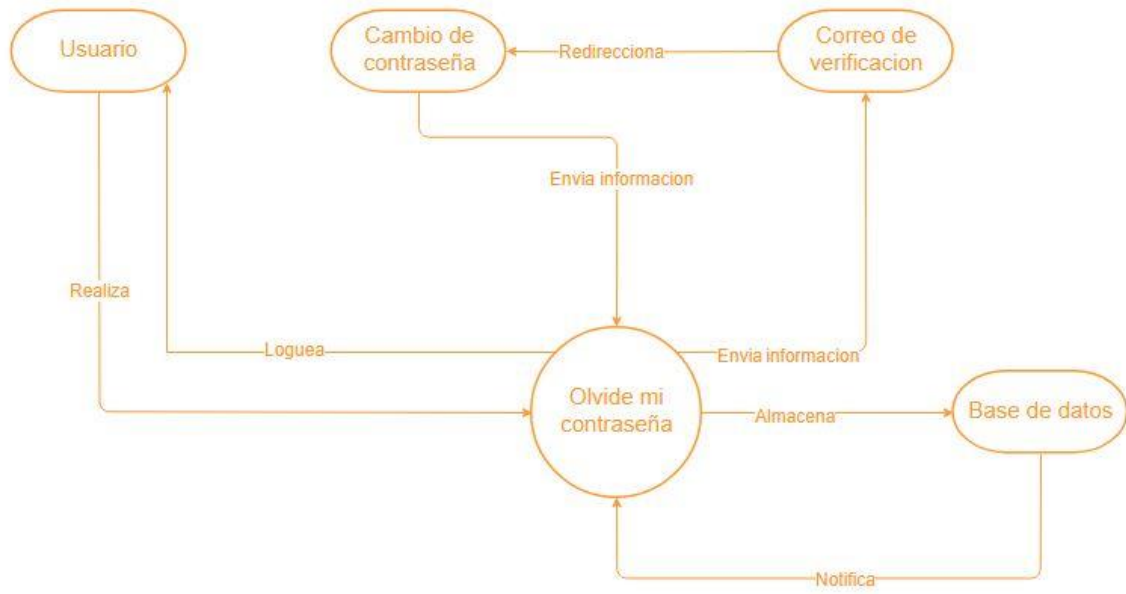 Usuario
Cambio de
contraseña
Redirecciona
Correo de
verificacion
Envia informacion
Realiza
Loguea
Envia informacion
Olvide mi
contraseña
Almacena
Base de datos
Notifica